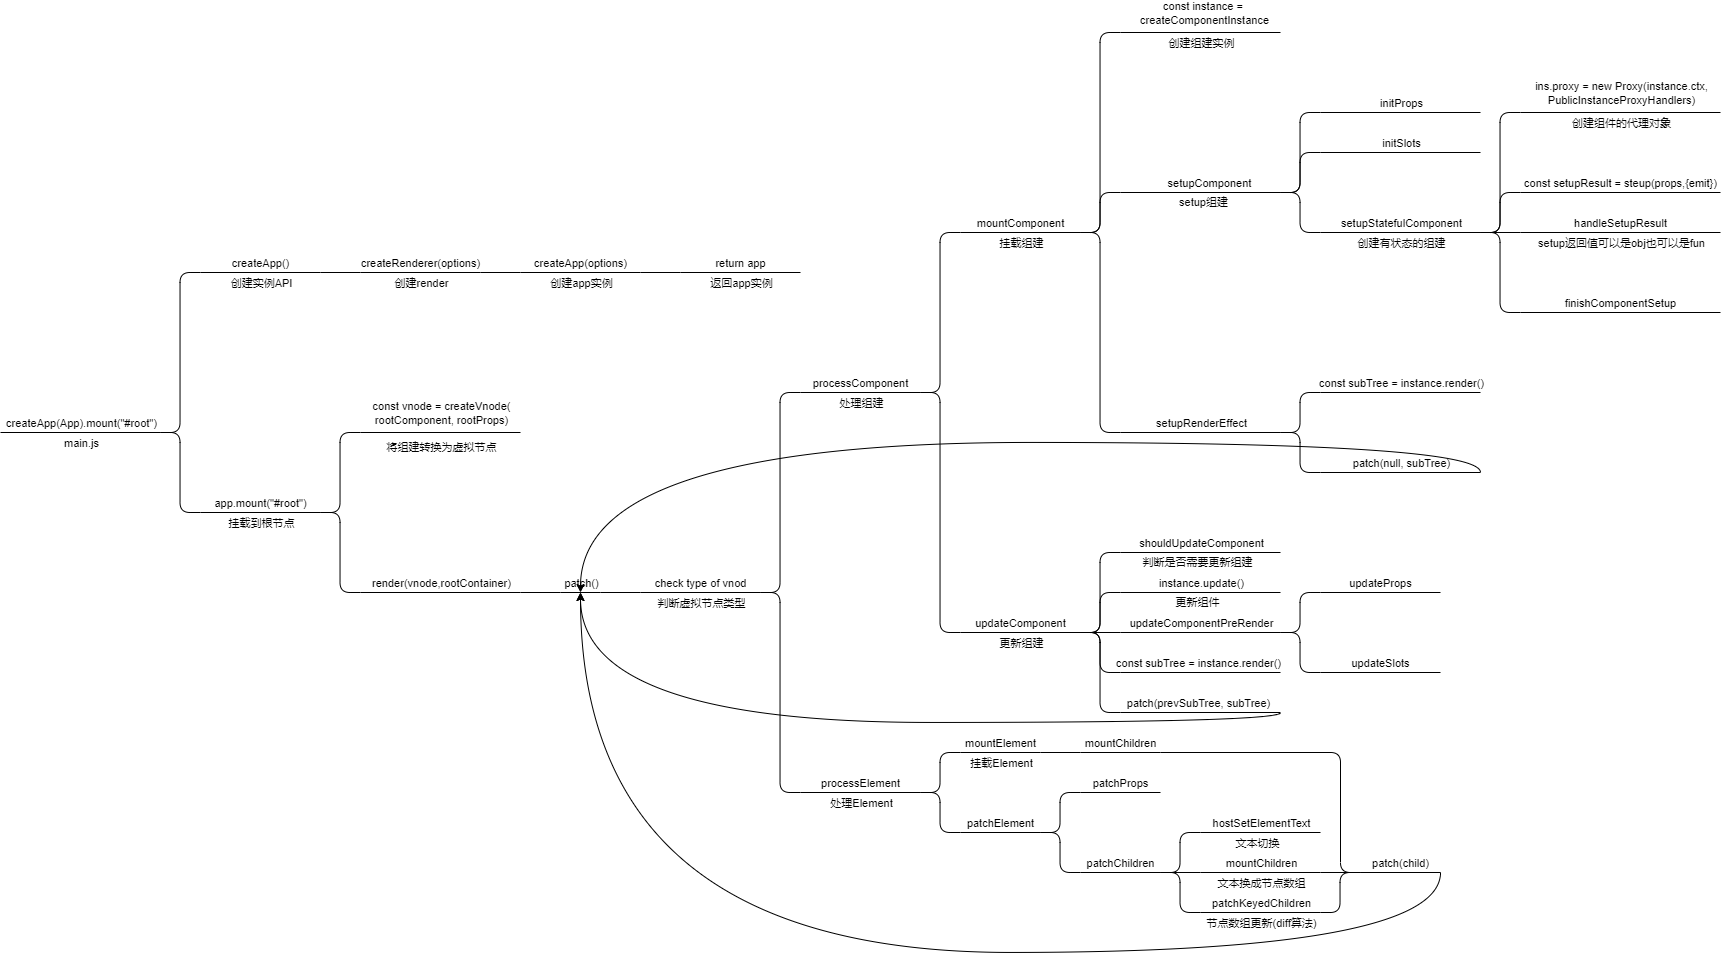 const instance =
createComponentInstance
创建组建实例
ins.proxy = new Proxy(instance.ctx,
PublicInstanceProxyHandlers)
创建组件的代理对象
initProps
initSlots
setupComponent
setup组建
const setupResult = steup(props,{emit})
mountComponent
挂载组建
setupStatefulComponent
创建有状态的组建
handleSetupResult
setup返回值可以是obj也可以是fun
createApp()
创建实例API
createRenderer(options)
创建render
createApp(options)
创建app实例
return app
返回app实例
finishComponentSetup
processComponent
处理组建
const subTree = instance.render()
createApp(App).mount("#root")
main.js
const vnode = createVnode(
rootComponent, rootProps)
将组建转换为虚拟节点
setupRenderEffect
patch(null, subTree)
app.mount("#root")
挂载到根节点
shouldUpdateComponent
判断是否需要更新组建
render(vnode,rootContainer)
patch()
check type of vnod
判断虚拟节点类型
instance.update()
更新组件
updateProps
updateComponent
更新组建
updateComponentPreRender
const subTree = instance.render()
updateSlots
patch(prevSubTree, subTree)
mountElement
挂载Element
mountChildren
processElement
处理Element
patchProps
patchElement
hostSetElementText
文本切换
patchChildren
mountChildren
文本换成节点数组
patch(child)
patchKeyedChildren
节点数组更新(diff算法)